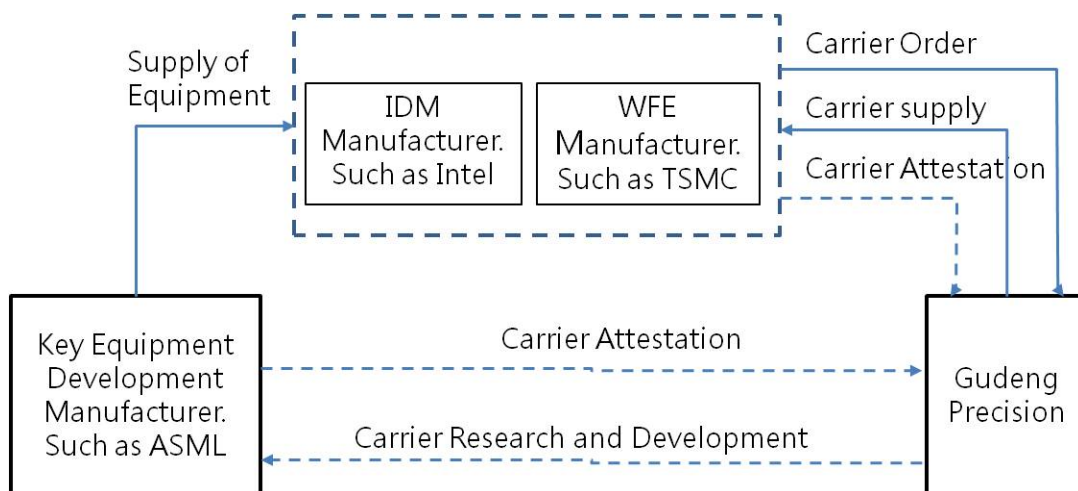 Supply of
Equipment
IDM
Manufacturer.
Such as Intel
WFE
Manufacturer.
Such as TSMC
Carrier Order
Carrier supply
Carrier Attestation
Key Equipment
Development
Manufacturer.
Such as ASML
Carrier Attestation
Carrier Research and Development
Gudeng
Precision